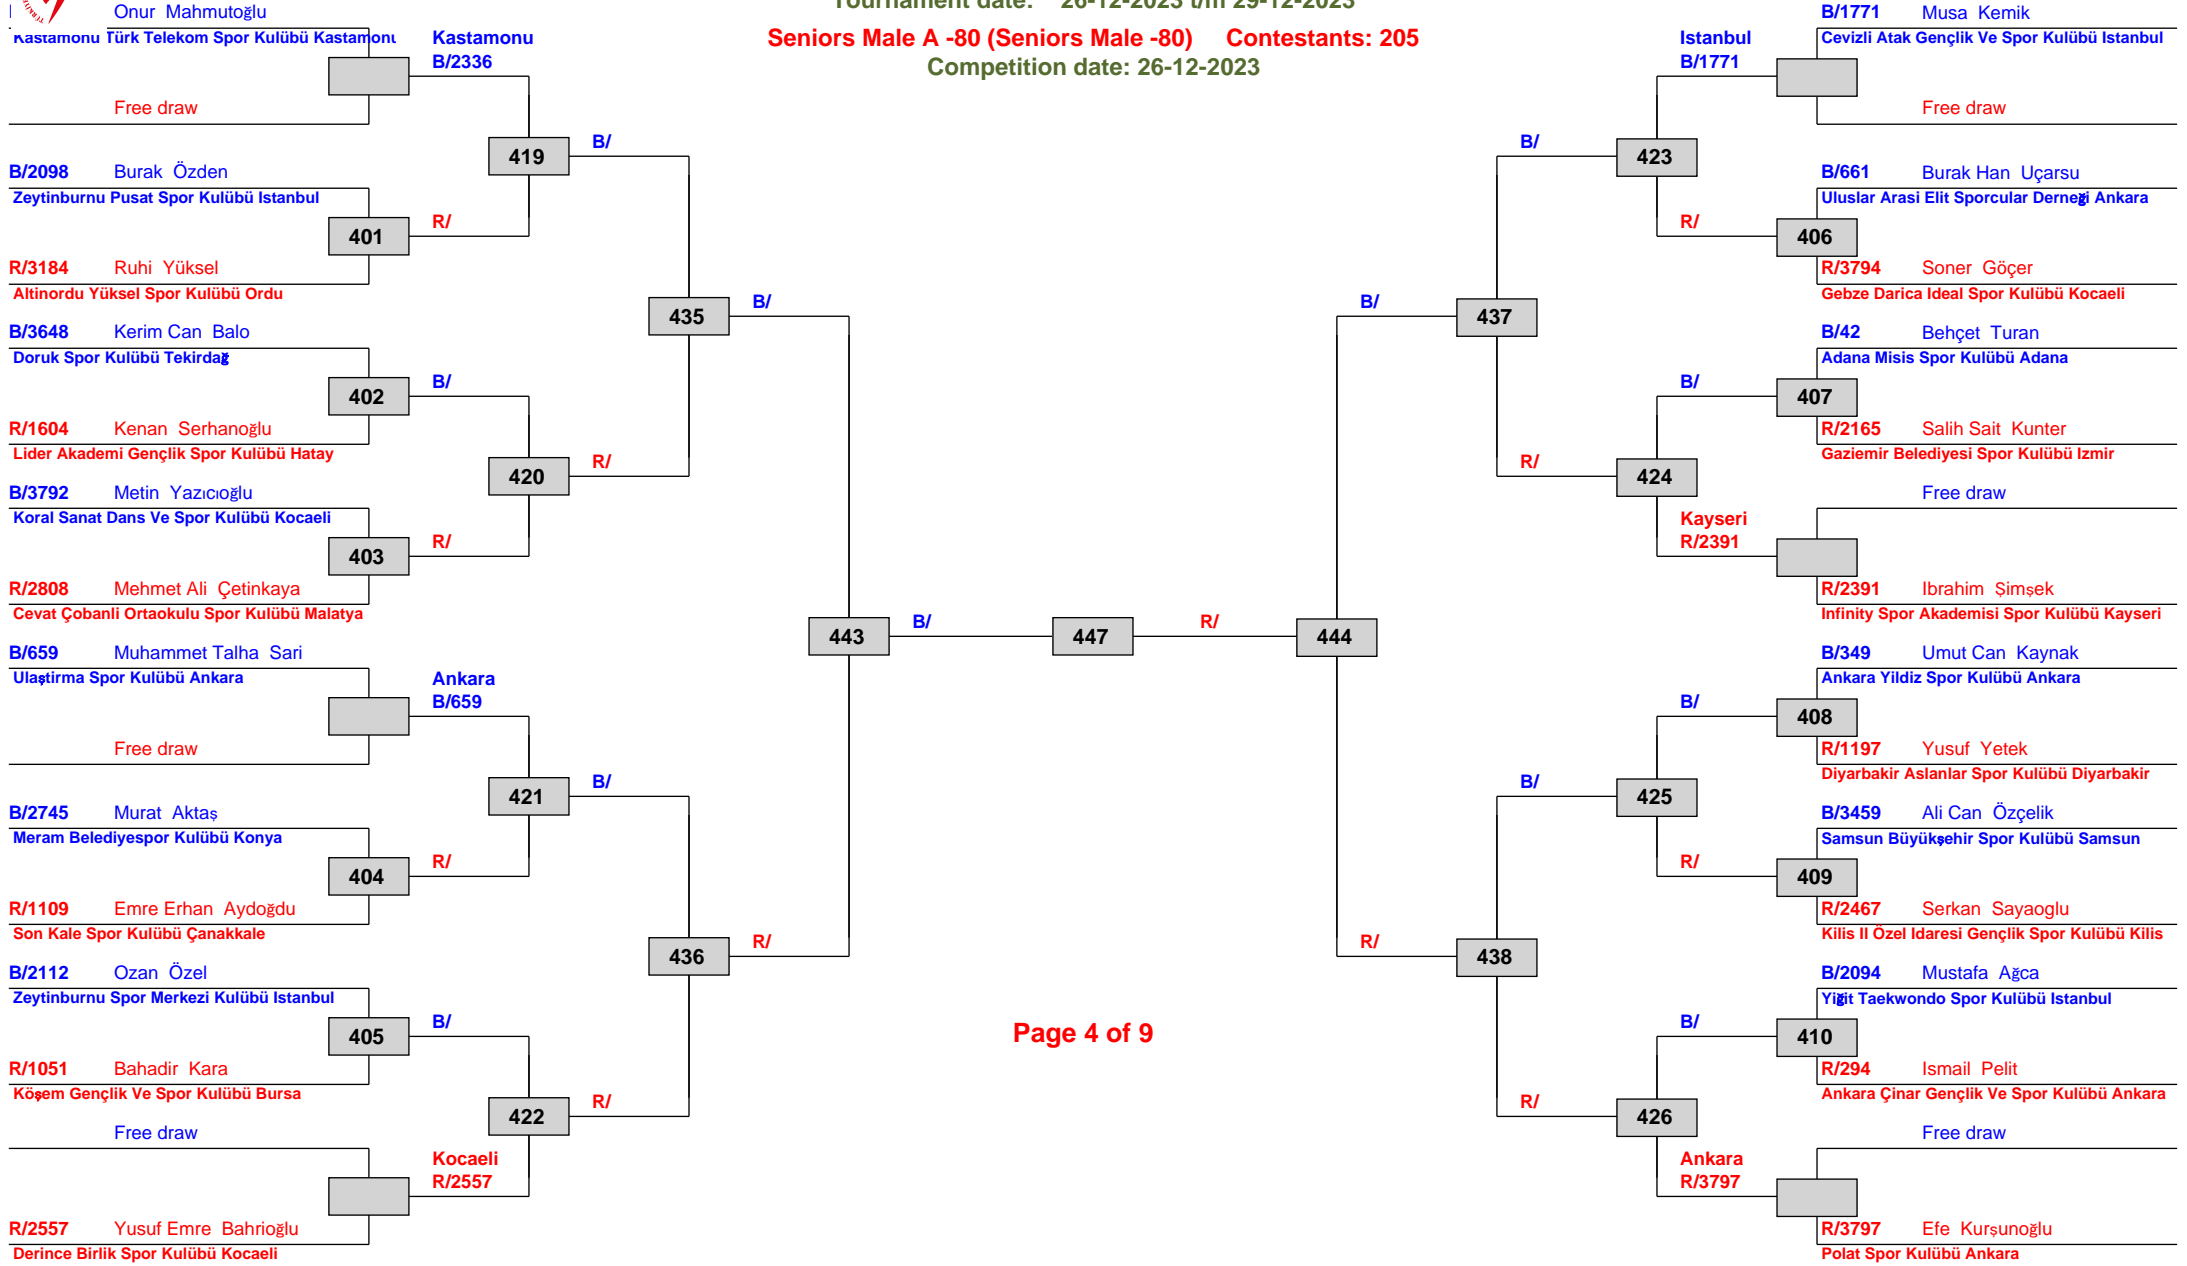 Tournament date: 26-12-2023 t/m 29-12-2023
Seniors Male A -80 (Seniors Male -80) Contestants: 205
Competition date: 26-12-2023
Onur Mahmutoğlu
Kastamonu Türk Telekom Spor Kulübü Kastamonu
Free draw
Kastamonu
B/2336
419
B/
B/2098 Burak Özden
Zeytinburnu Pusat Spor Kulübü Istanbul
401
R/
R/3184 Ruhi Yüksel
Altinordu Yüksel Spor Kulübü Ordu
435
B/
B/3648 Kerim Can Balo
Doruk Spor Kulübü Tekirdağ
402
B/
R/1604 Kenan Serhanoğlu
Lider Akademi Gençlik Spor Kulübü Hatay
420
R/
B/3792 Metin Yazıcıoğlu
Koral Sanat Dans Ve Spor Kulübü Kocaeli
403
R/
R/2808 Mehmet Ali Çetinkaya
Cevat Çobanli Ortaokulu Spor Kulübü Malatya
443
B/
447
R/
444
B/659 Muhammet Talha Sari
Ulaştirma Spor Kulübü Ankara
Ankara
B/659
Free draw
421
B/
B/2745 Murat Aktaş
Meram Belediyespor Kulübü Konya
404
R/
R/1109 Emre Erhan Aydoğdu
Son Kale Spor Kulübü Çanakkale
436
R/
B/2112 Ozan Özel
Zeytinburnu Spor Merkezi Kulübü Istanbul
405
B/
R/1051 Bahadir Kara
Köşem Gençlik Ve Spor Kulübü Bursa
422
R/
Free draw
Kocaeli
R/2557
R/2557 Yusuf Emre Bahrioğlu
Derince Birlik Spor Kulübü Kocaeli
Page 4 of 9
B/1771 Musa Kemik
Cevizli Atak Gençlik Ve Spor Kulübü Istanbul
Istanbul
B/1771
Free draw
B/
423
B/661 Burak Han Uçarsu
Uluslar Arasi Elit Sporcular Derneği Ankara
R/
406
R/3794 Soner Göçer
Gebze Darica Ideal Spor Kulübü Kocaeli
B/
437
B/42 Behçet Turan
Adana Misis Spor Kulübü Adana
B/
407
R/2165 Salih Sait Kunter
Gaziemir Belediyesi Spor Kulübü Izmir
R/
424
Free draw
Kayseri
R/2391
R/2391 Ibrahim Şimşek
Infinity Spor Akademisi Spor Kulübü Kayseri
B/349 Umut Can Kaynak
Ankara Yildiz Spor Kulübü Ankara
B/
408
R/1197 Yusuf Yetek
Diyarbakir Aslanlar Spor Kulübü Diyarbakir
B/
425
B/3459 Ali Can Özçelik
Samsun Büyükşehir Spor Kulübü Samsun
R/
409
R/2467 Serkan Sayaoglu
Kilis Il Özel Idaresi Gençlik Spor Kulübü Kilis
R/
438
B/2094 Mustafa Ağca
Yiğit Taekwondo Spor Kulübü Istanbul
B/
410
R/294 Ismail Pelit
Ankara Çinar Gençlik Ve Spor Kulübü Ankara
R/
426
Free draw
Ankara
R/3797
R/3797 Efe Kurşunoğlu
Polat Spor Kulübü Ankara